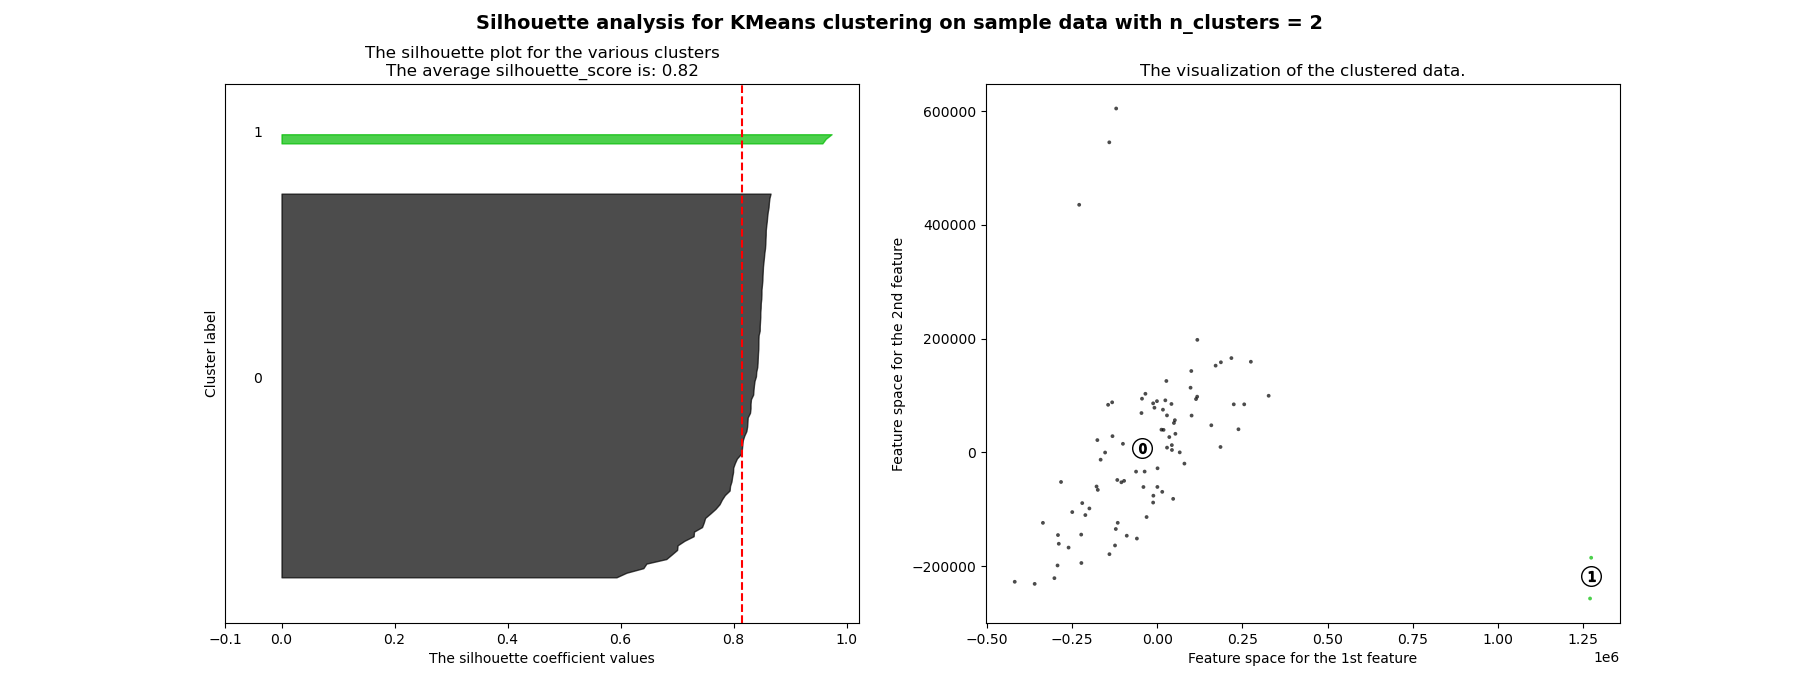 Silhouette analysis for KMeans clustering on sample data with n_clusters = 2
The silhouette plot for the various clusters
The average silhouette_score is: 0.82
1
0
Cluster label
−0.1 0.0 0.2 0.4 0.6 0.8 1.0
The silhouette coefficient values
The visualization of the clustered data.
600000
400000
200000
0
−200000
Feature space for the 2nd feature
0
1
−0.50 −0.25 0.00 0.25 0.50 0.75 1.00 1.25
1e6
Feature space for the 1st feature